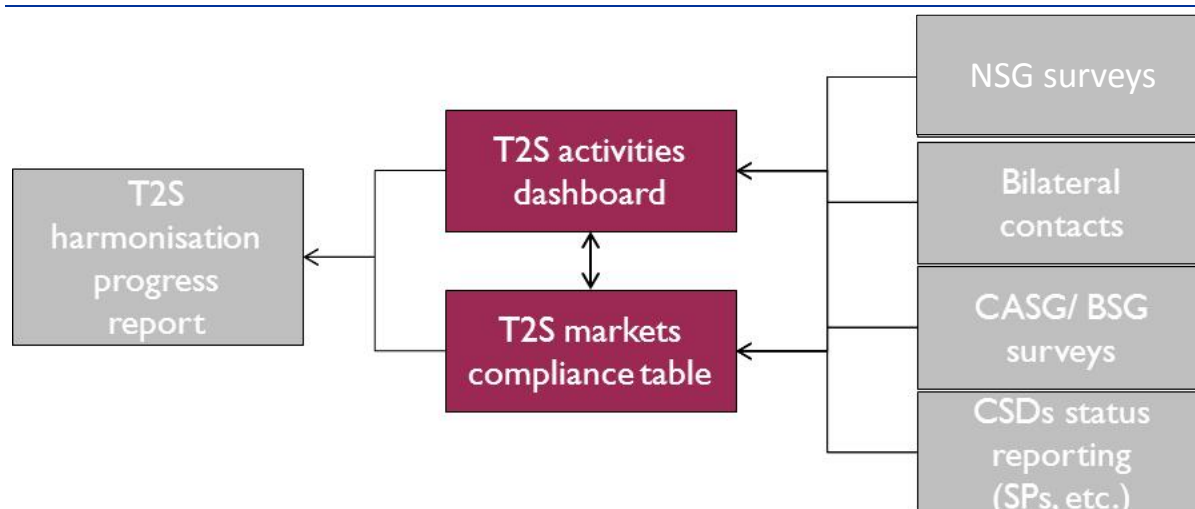 T2S
harmonisation
progress
report
T2S activities
dashboard
T2S markets
compliance table
NSG surveys
Bilateral
contacts
CASG/ BSG
surveys
CSDs status
reporting
(SPs, etc.)